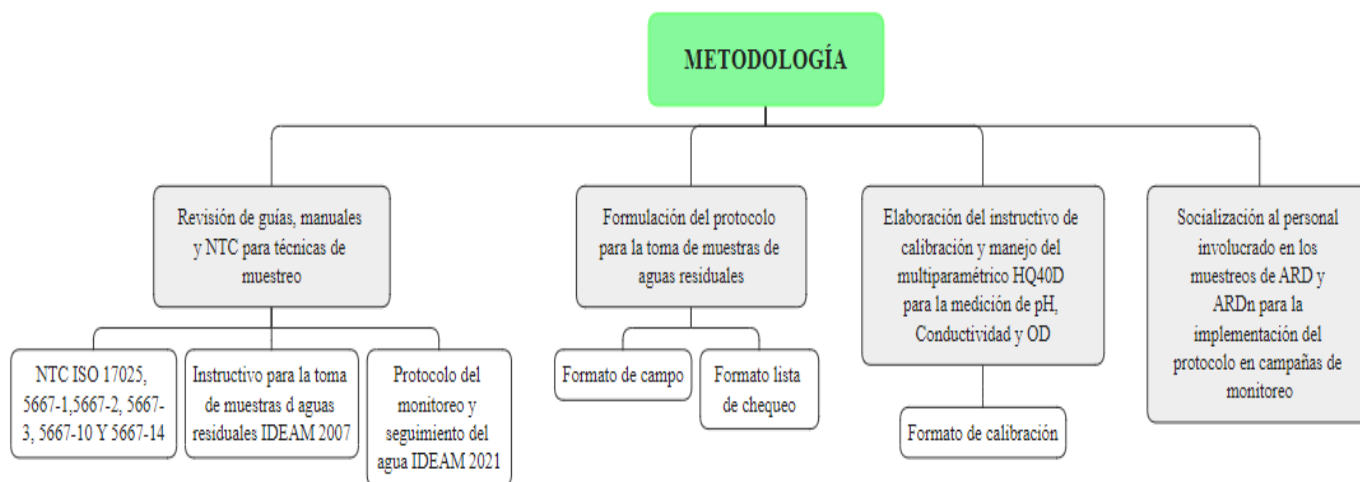 METODOLOGÍA
Revisión de guías, manuales
y NTC para técnicas de
muestreo
Formulación del protocolo
para la toma de muestras de
aguas residuales
Elaboración del instructivo de
calibración y manejo del
multiparamétrico HQ40D
para la medición de pH,
Conductividad y OD
Socialización al personal
involucrado en los
muestreos de ARD y
ARDn para la
implementación del
protocolo en campañas de
monitoreo
NTC ISO 17025,
5667-1,5667-2, 5667-
3, 5667-10 Y 5667-14
Instructivo para la toma
de muestras d aguas
residuales IDEAM 2007
Protocolo del
monitoreo y
seguimiento del
agua IDEAM 2021
Formato de campo
Formato lista
de chequeo
Formato de calibración